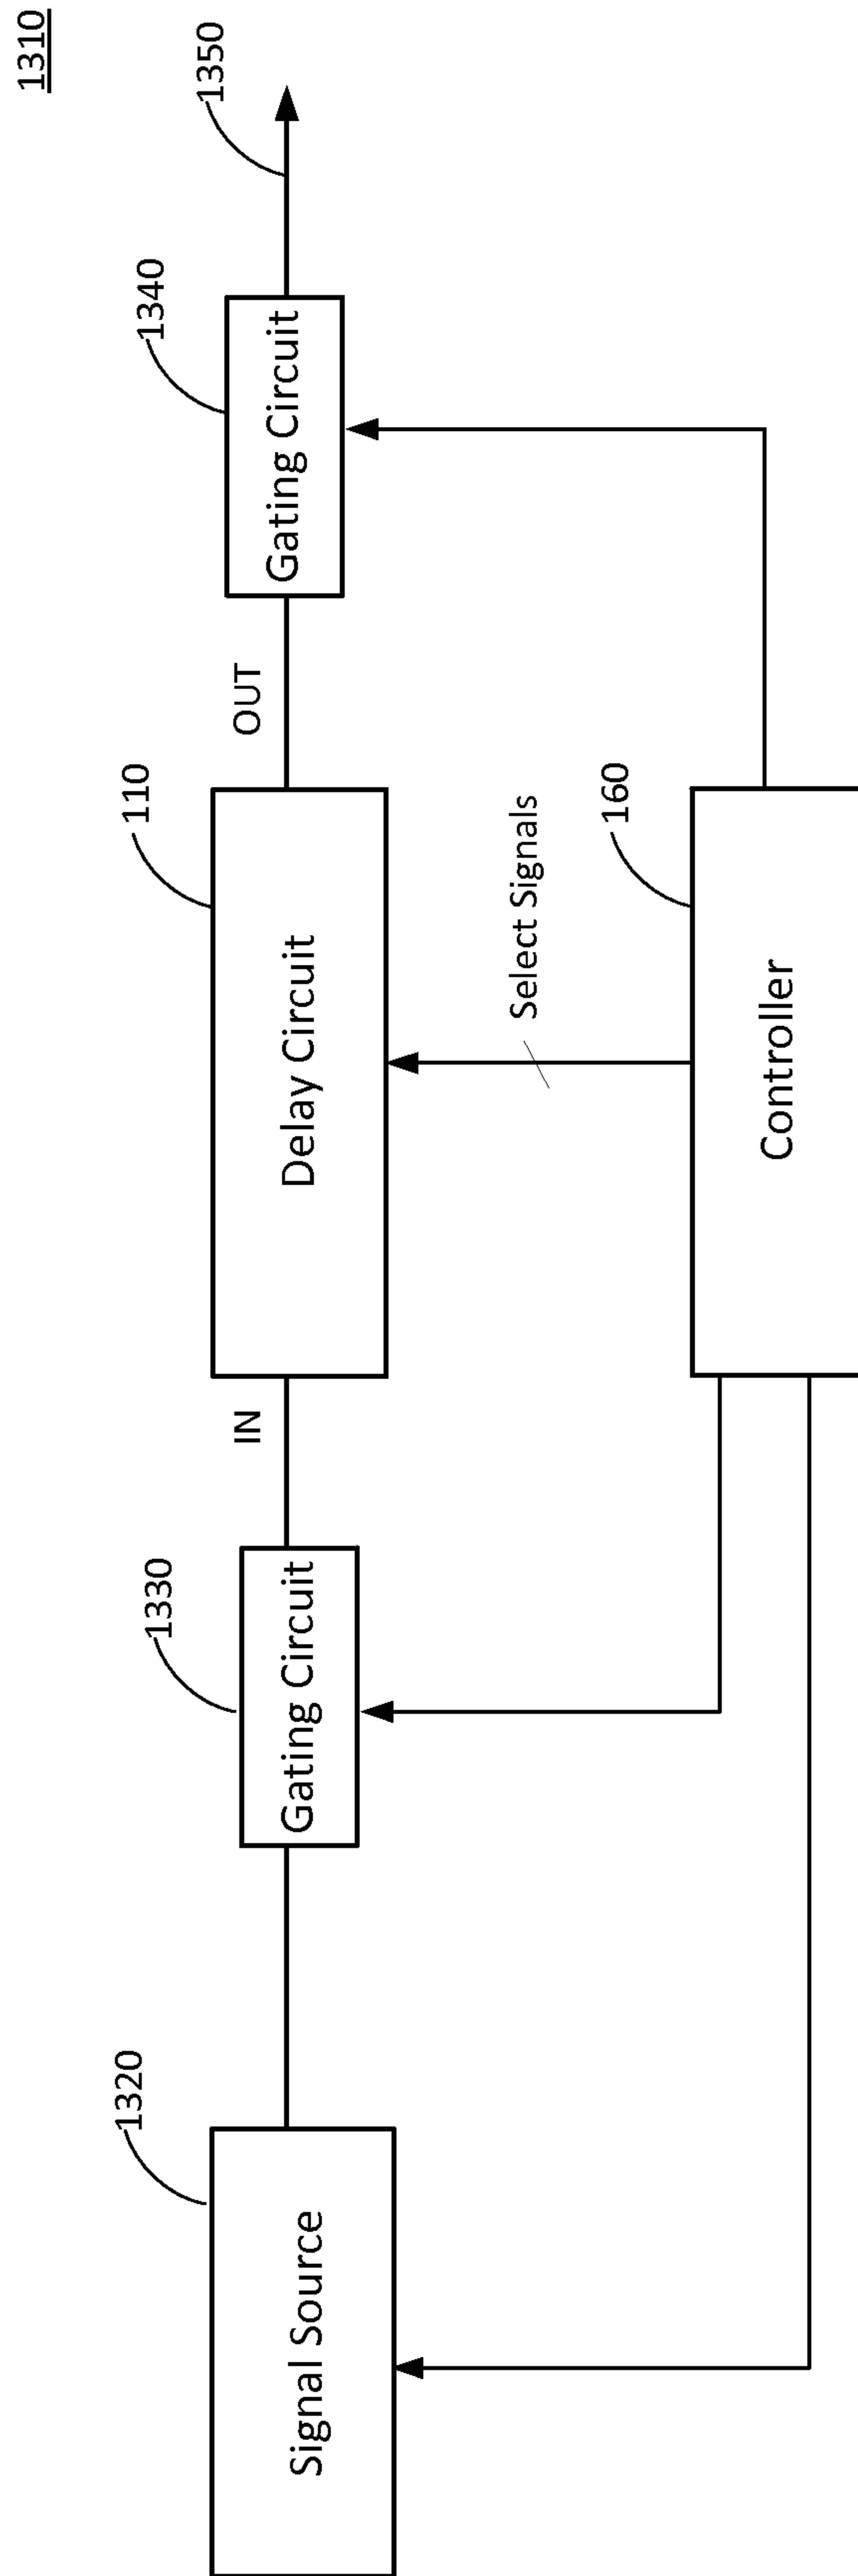 1310
1320
1330
110
1340
1350
Signal Source
Gating Circuit
IN
Delay Circuit
OUT
Gating Circuit
Select Signals
160
Controller